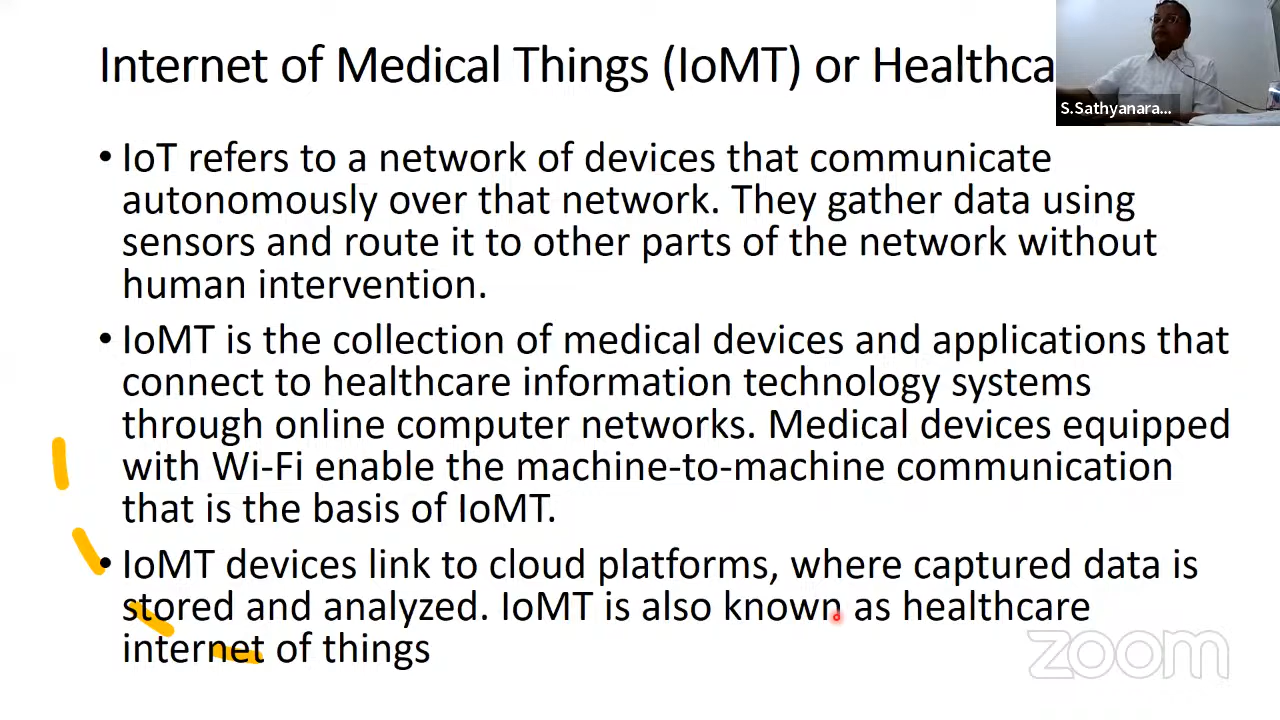 Internet of Medical Things (IoMT) or Healthca
S.Sathyanara...
• IoT refers to a network of devices that communicate
autonomously over that network. They gather data using
sensors and route it to other parts of the network without
human intervention.
• IoMT is the collection of medical devices and applications that
connect to healthcare information technology systems
through online computer networks. Medical devices equipped
with Wi-Fi enable the machine-to-machine communication
that is the basis of IoMT.
• IoMT devices link to cloud platforms, where captured data is
stored and analyzed. IoMT is also known as healthcare
internet of things
zoom